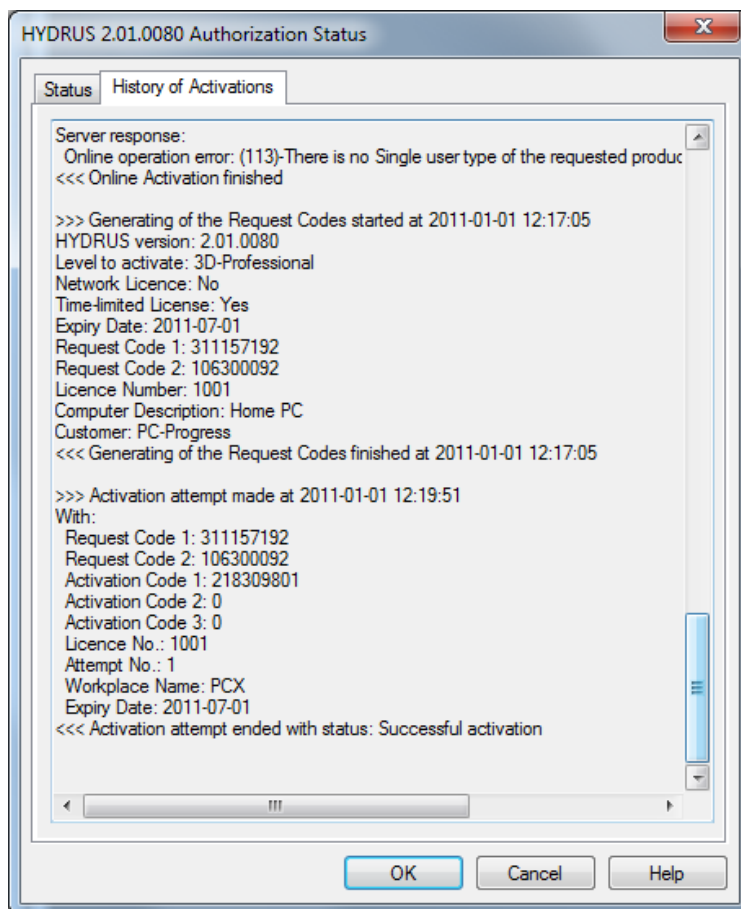 HYDRUS 2.01.0080 Authorization Status
Status
History of Activations
Server response:
Online operation error: (113)-There is no Single user type of the requested produc
<<< Online Activation finished
>>> Generating of the Request Codes started at 2011-01-01 12:17:05
HYDRUS version: 2.01.0080
Level to activate: 3D-Professional
Network Licence: No
Time-limited License: Yes
Expiry Date: 2011-07-01
Request Code 1: 311157192
Request Code 2: 106300092
Licence Number: 1001
Computer Description: Home PC
Customer: PC-Progress
<<< Generating of the Request Codes finished at 2011-01-01 12:17:05
>>> Activation attempt made at 2011-01-01 12:19:51
With:
Request Code 1: 311157192
Request Code 2: 106300092
Activation Code 1: 218309801
Activation Code 2: 0
Activation Code 3: 0
Licence No.: 1001
Attempt No.: 1
Workplace Name: PCX
Expiry Date: 2011-07-01
<<< Activation attempt ended with status: Successful activation
OK
Cancel
Help